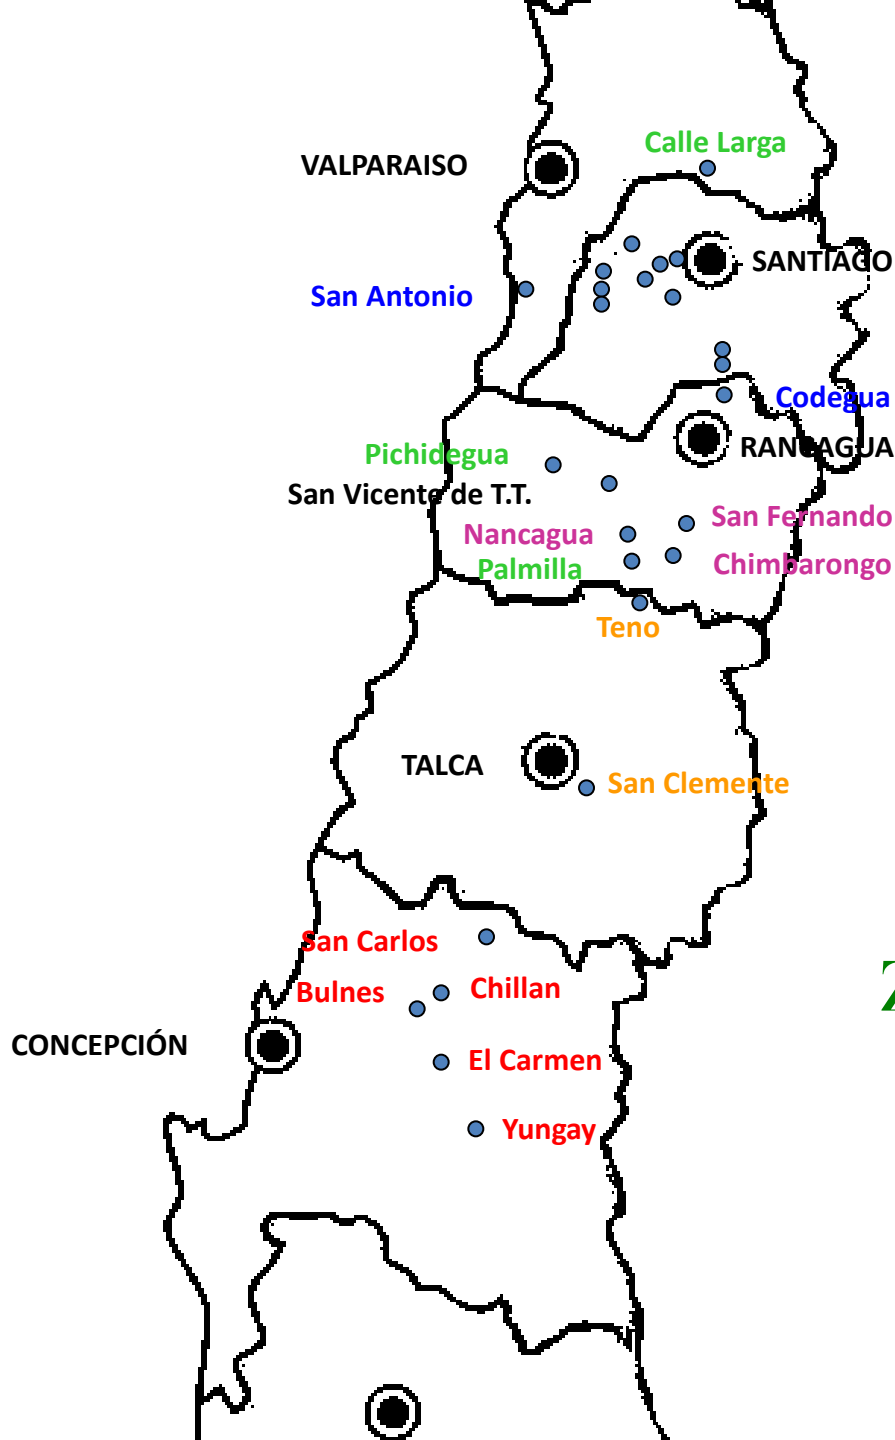 Calle Larga
VALPARAISO
SANTIAGO
San Antonio
Codegua
RANCAGUA
Pichidegua
San Vicente de T.T.
San Fernando
Nancagua
Chimbarongo
Palmilla
Teno
TALCA
San Clemente
San Carlos
Chillan
Bulnes
CONCEPCIÓN
El Carmen
Yungay